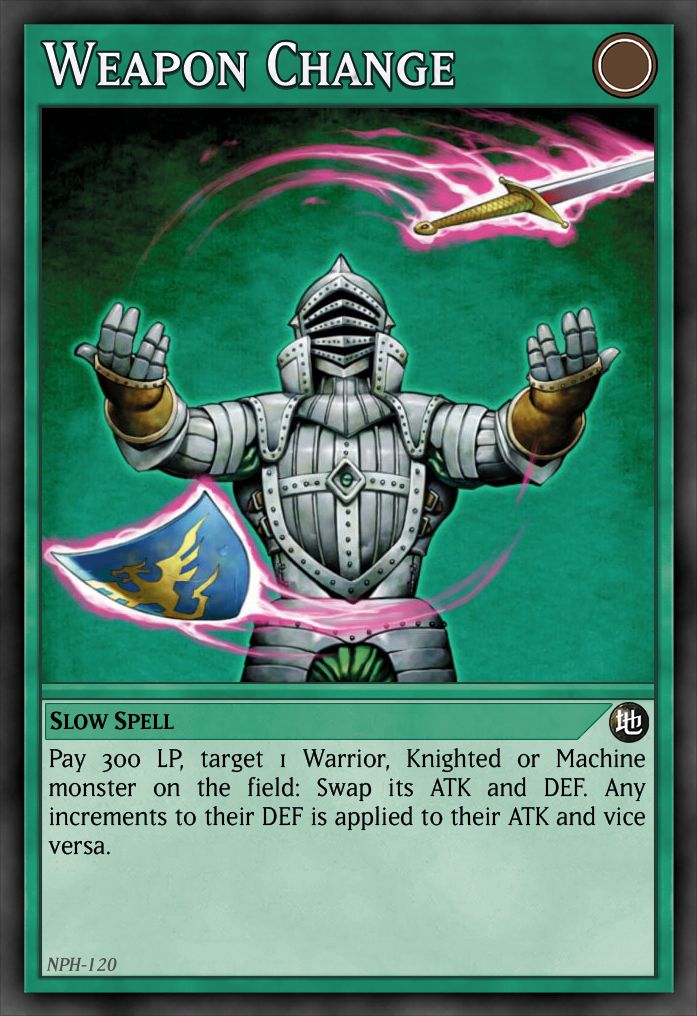 Weapon Change
Slow Spell
Pay 300 LP, target 1 Warrior, Knighted or Machine
monster on the field: Swap its ATK and DEF. Any
increments to their DEF is applied to their ATK and vice
versa.
NPH-120